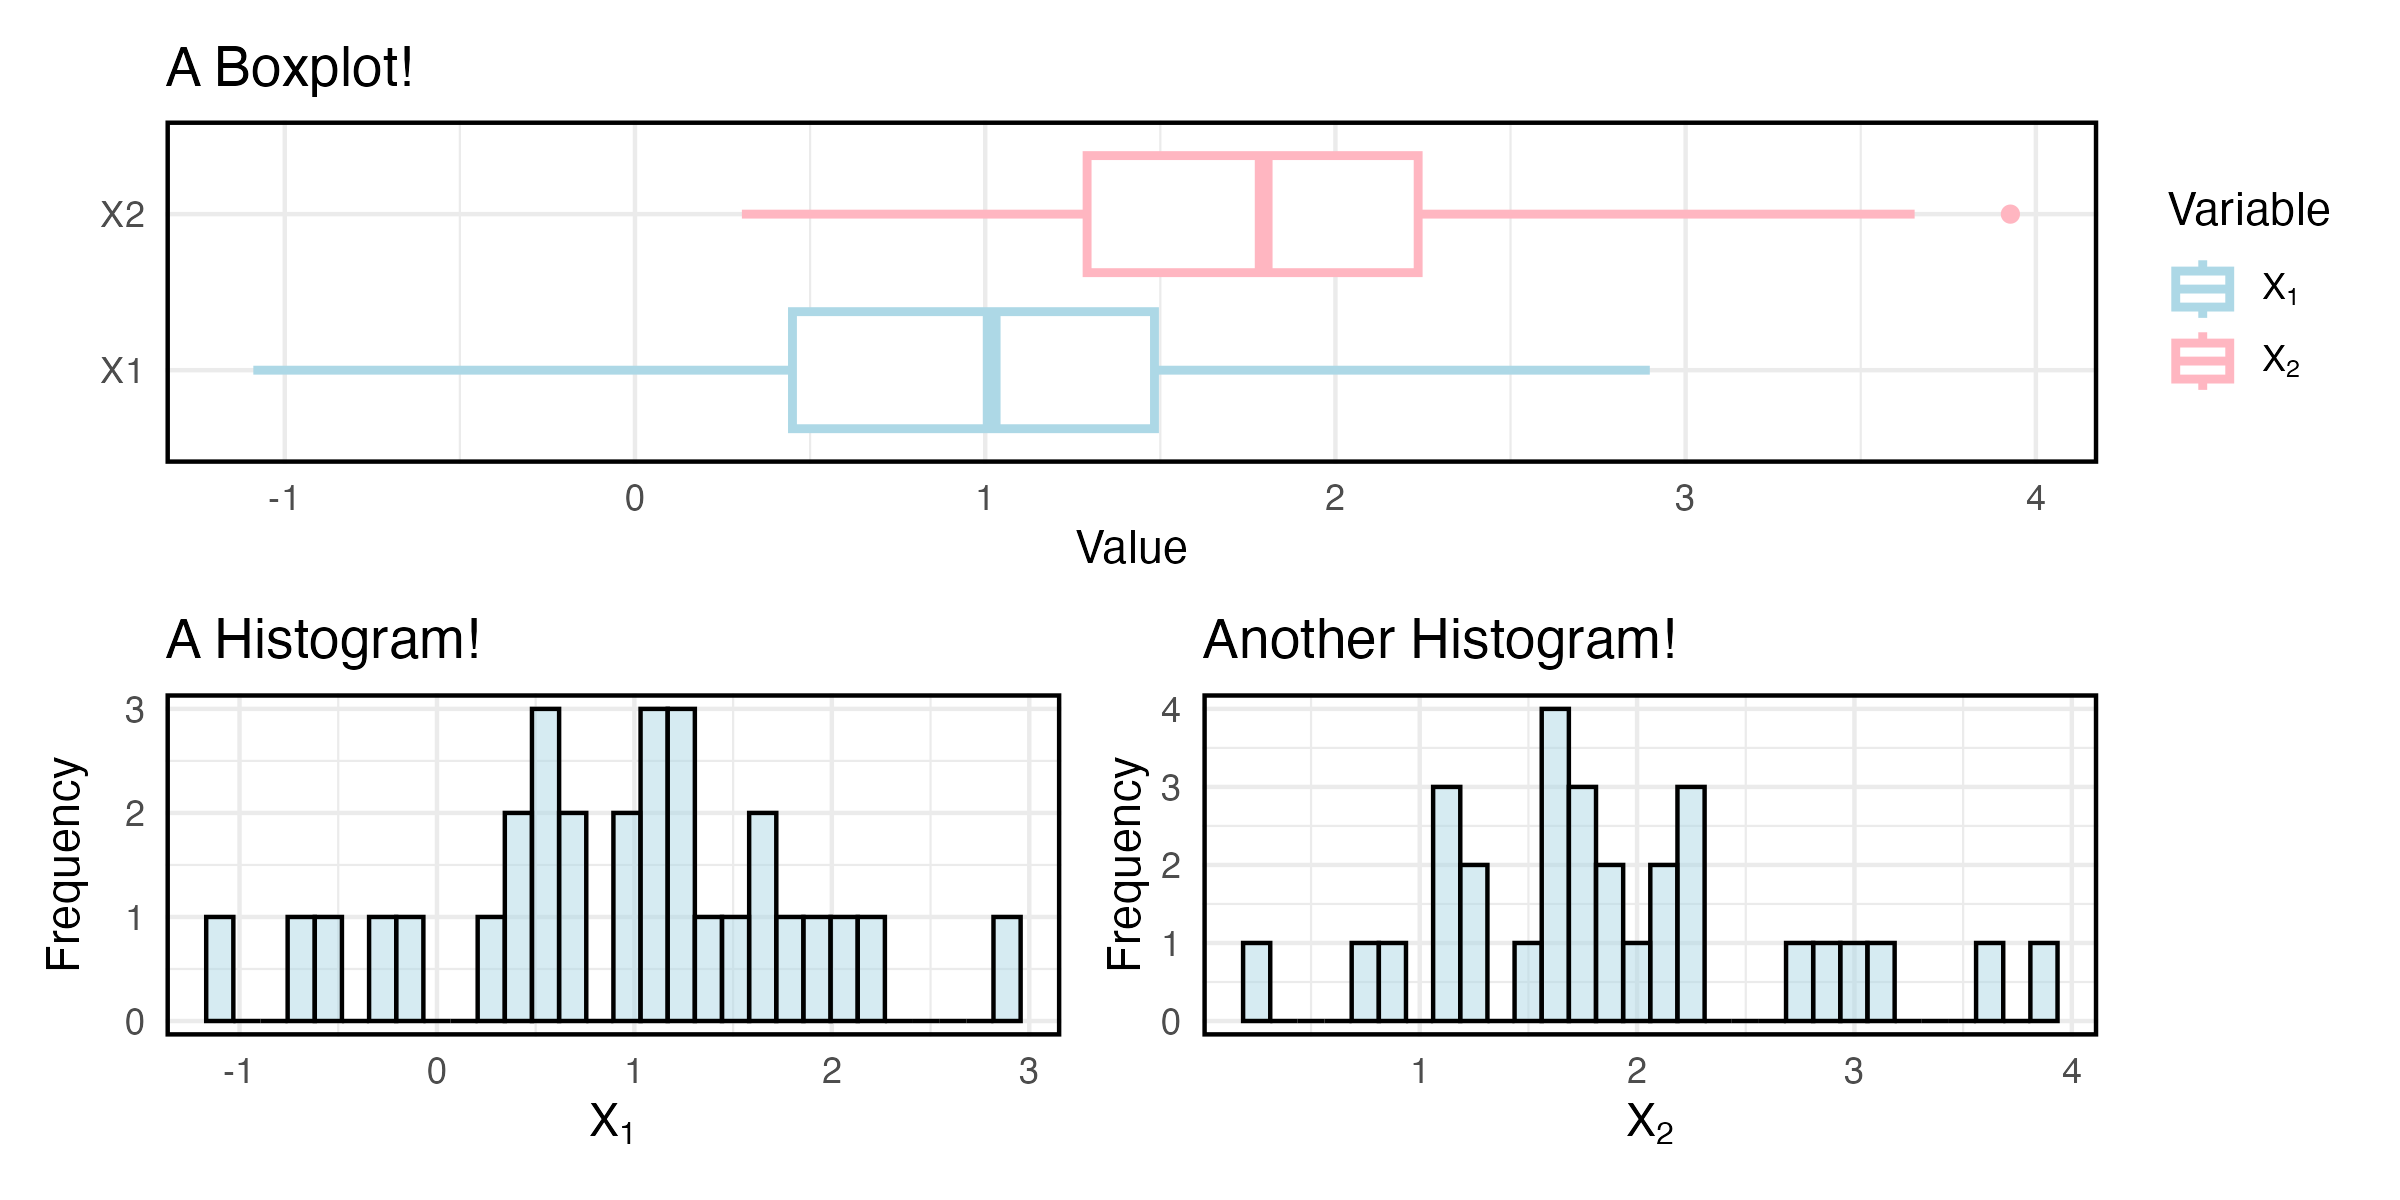 A Boxplot!
X2
X1
-1 0 1 2 3 4
Value
Variable
X₁
X₂
A Histogram!
3
2
1
0
Frequency
-1 0 1 2 3
X₁
Another Histogram!
4
3
2
1
0
Frequency
1 2 3 4
X₂